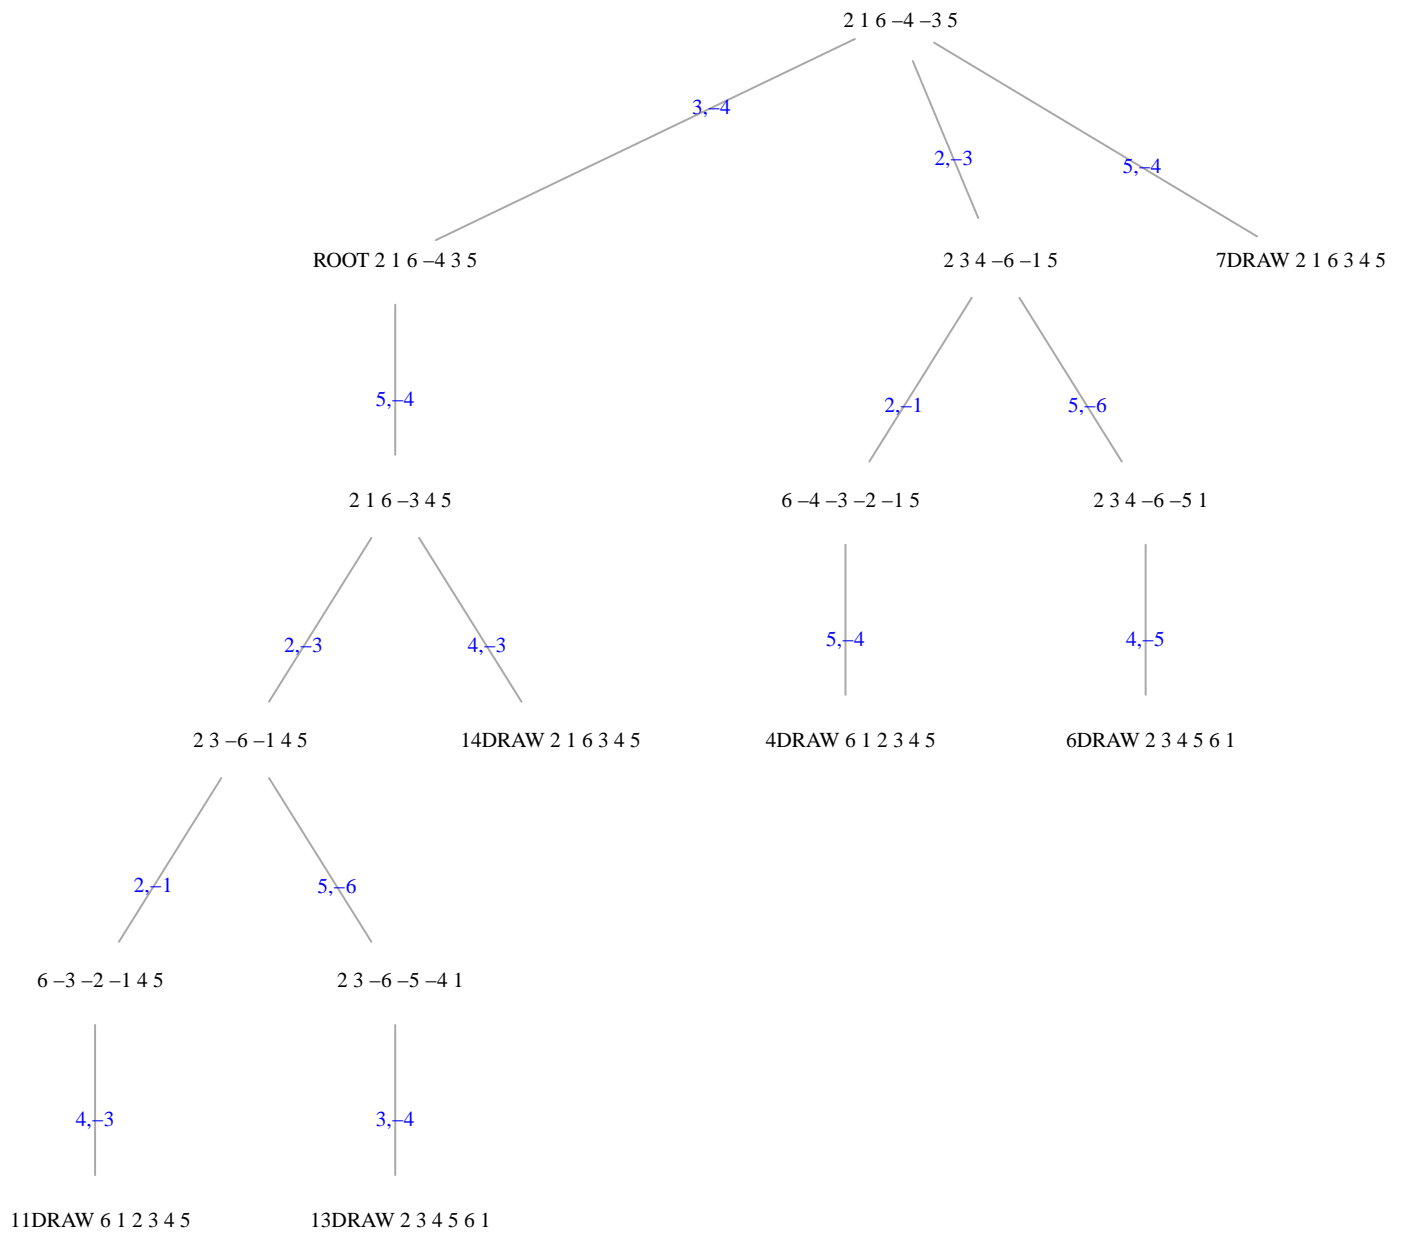 2 1 6 –4 –3 5
3,–4
2,–3
5,–4
ROOT 2 1 6 –4 3 5
2 3 4 –6 –1 5
7DRAW 2 1 6 3 4 5
5,–4
2,–1
5,–6
2 1 6 –3 4 5
6 –4 –3 –2 –1 5
2 3 4 –6 –5 1
2,–3
4,–3
5,–4
4,–5
2 3 –6 –1 4 5
14DRAW 2 1 6 3 4 5
4DRAW 6 1 2 3 4 5
6DRAW 2 3 4 5 6 1
2,–1
5,–6
6 –3 –2 –1 4 5
2 3 –6 –5 –4 1
4,–3
3,–4
11DRAW 6 1 2 3 4 5
13DRAW 2 3 4 5 6 1